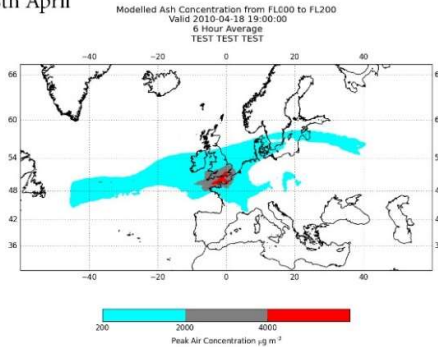 April
Modelled Ash Concentration from FL000 to FL200
Valid 2010-04-18 19:00:00
6 Hour Average
TEST TEST TEST
−40 −20 0 20 40
66
60
54
48
42
36
−40 −20 0 20 40
200 2000 4000
Peak Air Concentration μg m⁻³